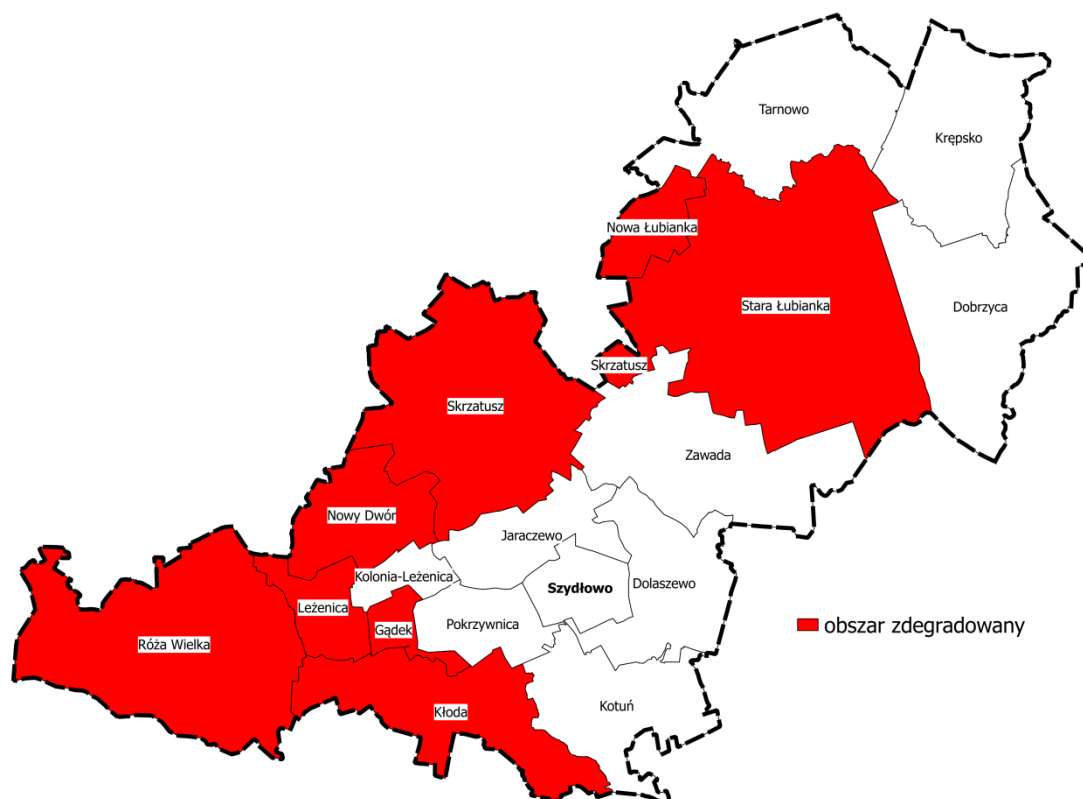 Tarnowo
Krępsko
Nowa Łubianka
Stara Łubianka
Dobrzyca
Skrzatusz
Skrzatusz
Zawada
Nowy Dwór
Jaraczewo
Kolonia-Leżenica
Szydłowo
Dolaszewo
Leżenica
Gądek
Pokrzywnica
obszar zdegradowany
Róża Wielka
Kłoda
Kotuń